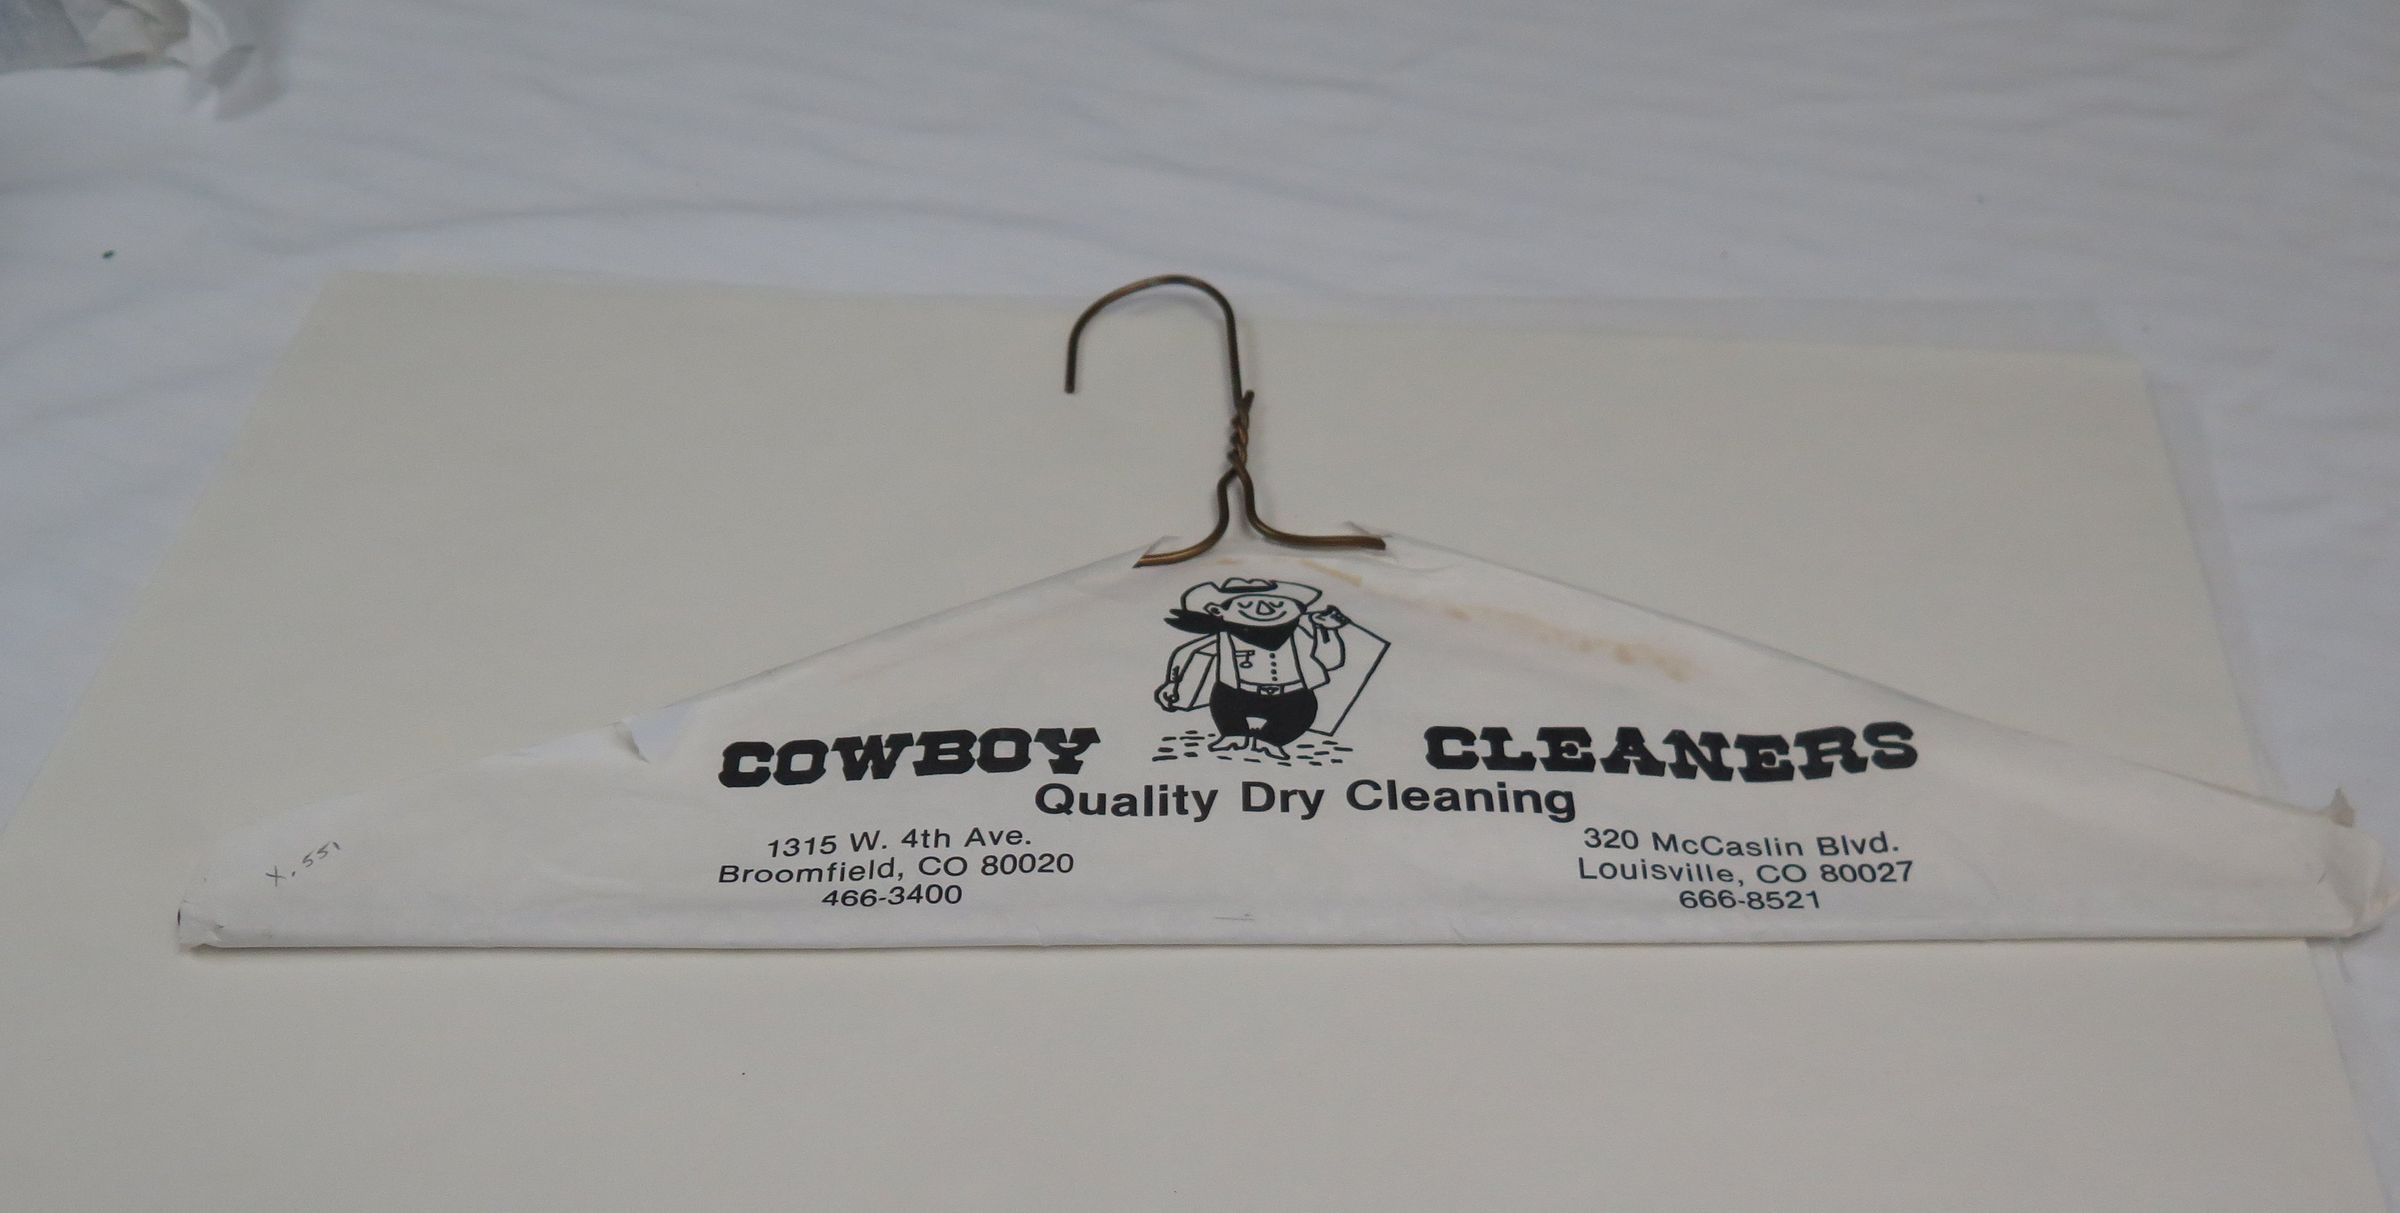 COWBOY CLEANERS
Quality Dry Cleaning
1315 W. 4th Ave.
Broomfield, CO 80020
466-3400
320 McCaslin Blvd.
Louisville, CO 80027
666-8521
X.551